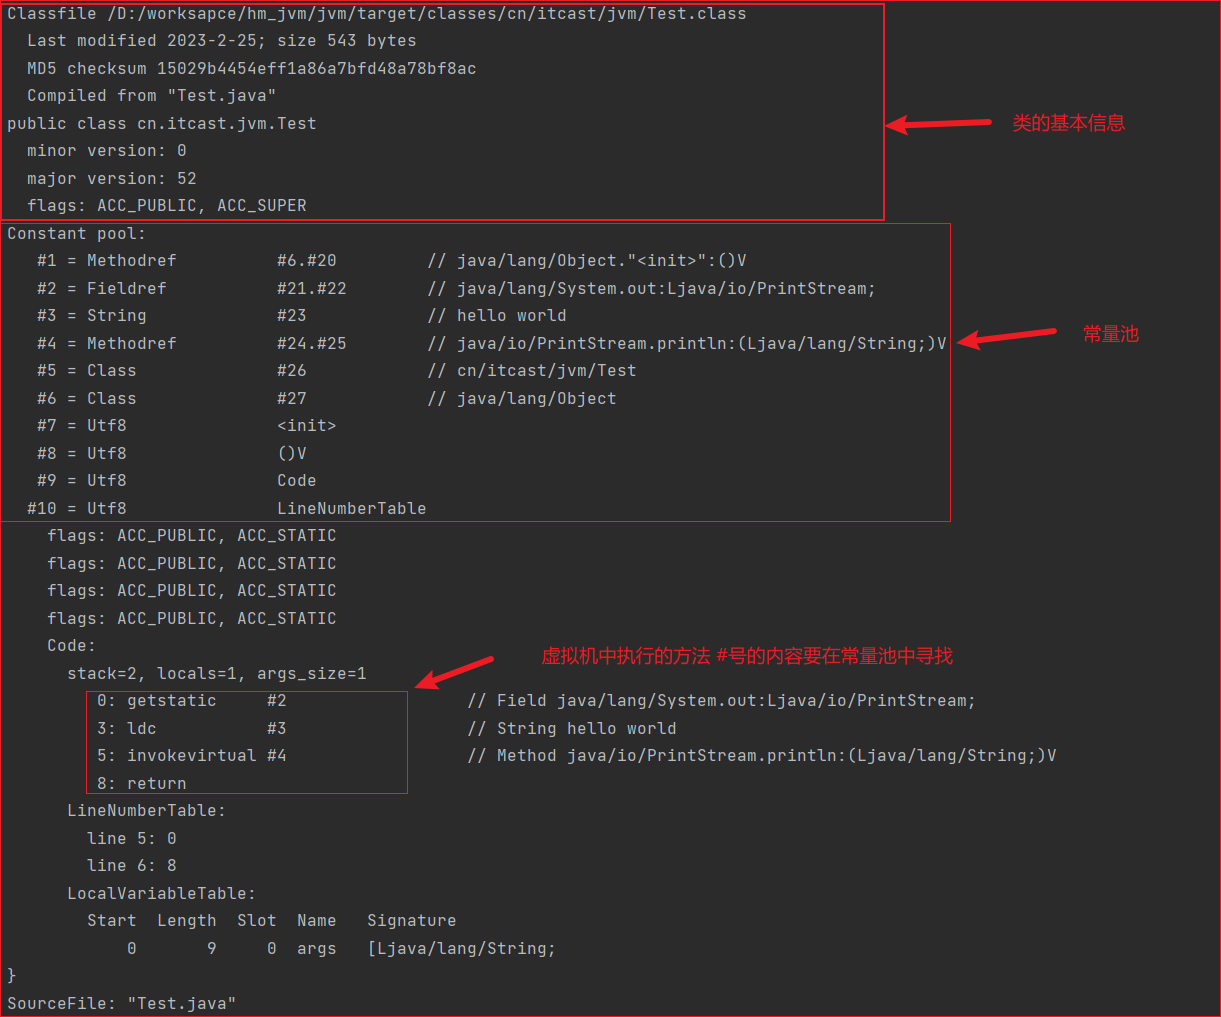 Classfile /D:/worksapce/hm_jvm/jvm/target/classes/cn/itcast/jvm/Test.class
  Last modified 2023-2-25; size 543 bytes
  MD5 checksum 15029b4454eff1a86a7bfd48a78bf8ac
  Compiled from "Test.java"
public class cn.itcast.jvm.Test
类的基本信息
  minor version: 0
  major version: 52
  flags: ACC_PUBLIC, ACC_SUPER
Constant pool:
   #1 = Methodref          #6.#20         // java/lang/Object."<init>":()V
   #2 = Fieldref           #21.#22        // java/lang/System.out:Ljava/io/PrintStream;
   #3 = String             #23            // hello world
常量池
   #4 = Methodref          #24.#25        // java/io/PrintStream.println:(Ljava/lang/String;)V
   #5 = Class              #26            // cn/itcast/jvm/Test
   #6 = Class              #27            // java/lang/Object
   #7 = Utf8               <init>
   #8 = Utf8               ()V
   #9 = Utf8               Code
  #10 = Utf8               LineNumberTable
    flags: ACC_PUBLIC, ACC_STATIC
    flags: ACC_PUBLIC, ACC_STATIC
    flags: ACC_PUBLIC, ACC_STATIC
    flags: ACC_PUBLIC, ACC_STATIC
    Code:
虚拟机中执行的方法 #号的内容要在常量池中寻找
      stack=2, locals=1, args_size=1
         0: getstatic     #2                  // Field java/lang/System.out:Ljava/io/PrintStream;
         3: ldc           #3                  // String hello world
         5: invokevirtual #4                  // Method java/io/PrintStream.println:(Ljava/lang/String;)V
         8: return
      LineNumberTable:
        line 5: 0
        line 6: 8
      LocalVariableTable:
        Start  Length  Slot  Name   Signature
            0       9     0  args   [Ljava/lang/String;
}
SourceFile: "Test.java"